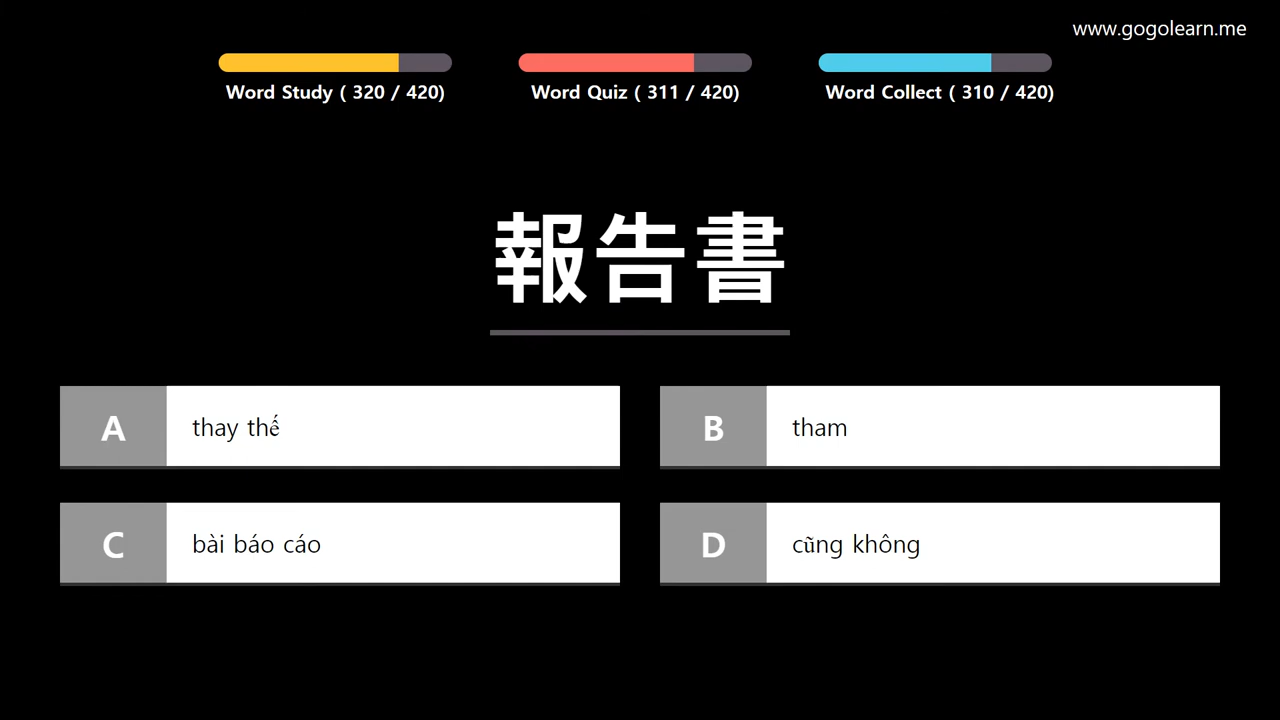 www.gogolearn.me
Word Study ( 320 / 420)
Word Quiz ( 311 / 420)
Word Collect ( 310 / 420)
報告書
A thay thế
B tham
C bài báo cáo
D cũng không